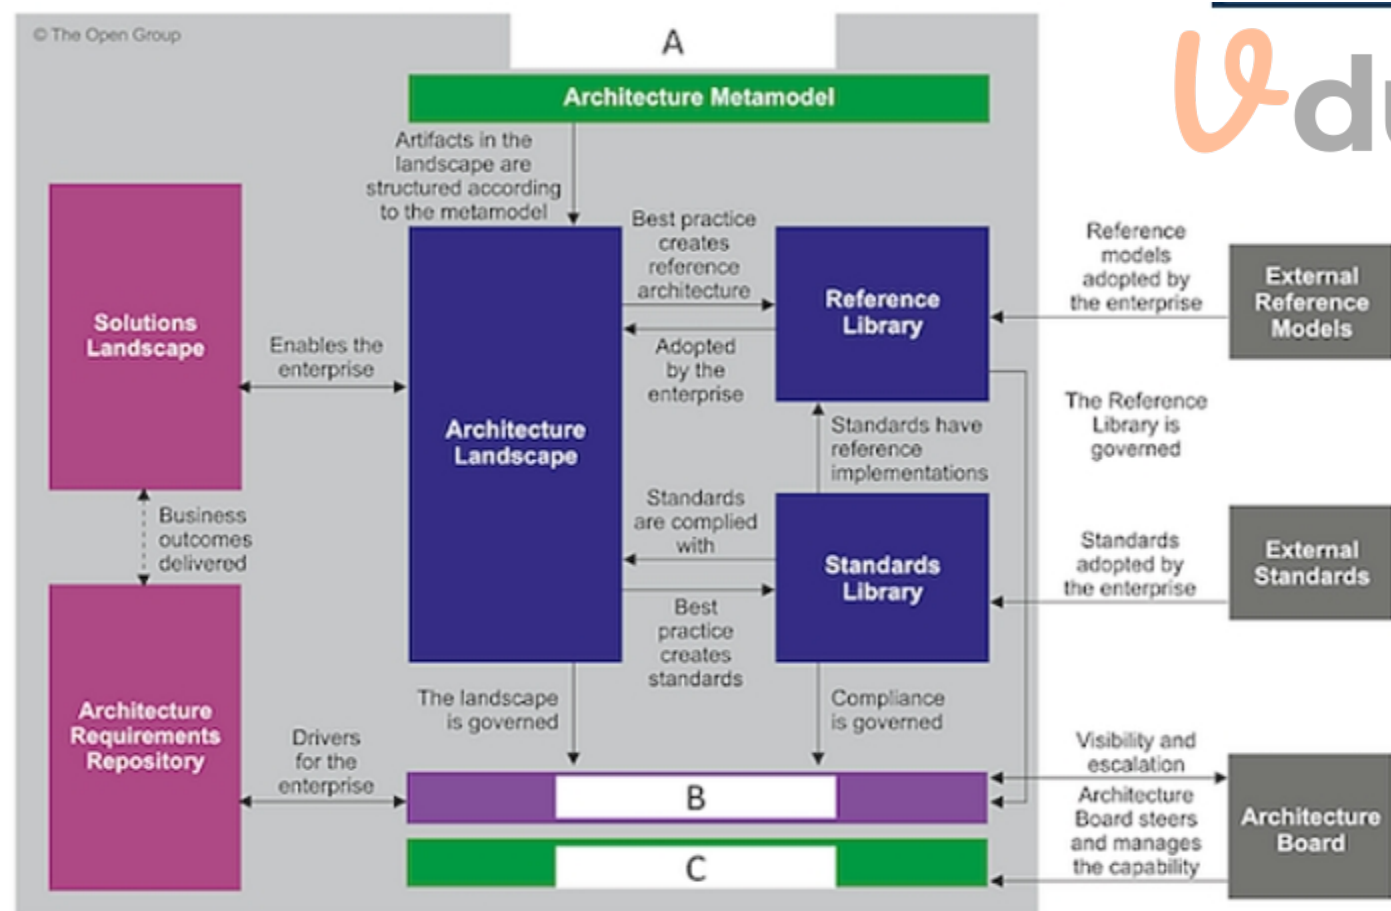 © The Open Group
A
Architecture Metamodel
Artifacts in the
landscape are
structured according
to the metamodel
Solutions
Landscape
Enables the
enterprise
Business
outcomes
delivered
Architecture
Requirements
Repository
Drivers
for the
enterprise
Architecture
Landscape
Best practice
creates
reference
architecture
Adopted
by the
enterprise
Reference
Library
Standards have
reference
implementations
Standards
are complied
with
Best
practice
creates
standards
Standards
Library
The landscape
is governed
Compliance
is governed
B
C
Reference
models
adopted by
the enterprise
External
Reference
Models
The Reference
Library is
governed
Standards
adopted by
the enterprise
External
Standards
Visibility and
escalation
Architecture
Board steers
and manages
the capability
Architecture
Board